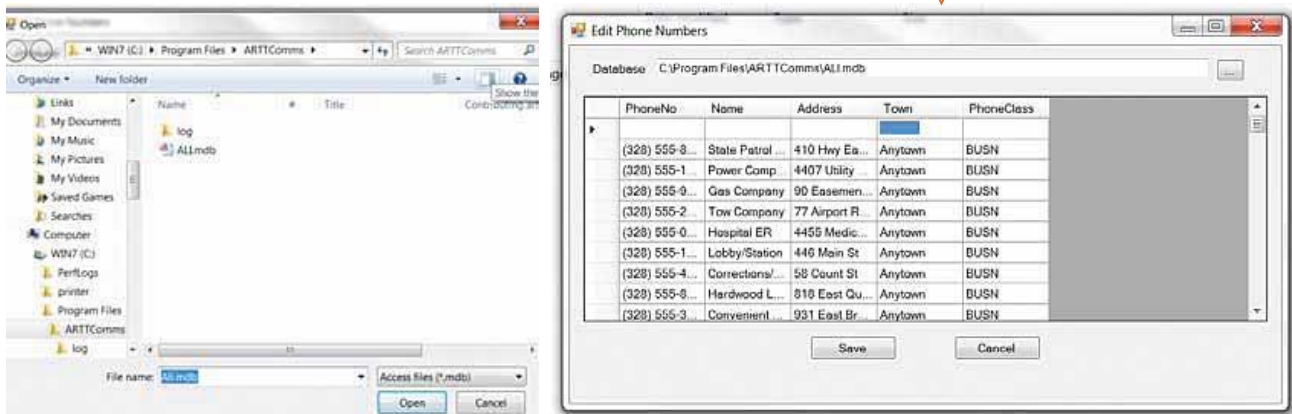 Open
WIN7 (C:) ▸ Program Files ▸ ARTTComms ▸
Search ARTTComms
Organize ▾ New folder
Show the
Links
My Documents
My Music
My Pictures
My Videos
Saved Games
Searches
Computer
WIN7 (C:)
PerfLogs
printer
Program Files
ARTTComms
log
Name # Title
log
ALI.mdb
File name: ALI.mdb
Access files (*.mdb)
Open Cancel
Edit Phone Numbers
Database C:\Program Files\ARTTComms\ALI.mdb ...
PhoneNo Name Address Town PhoneClass
(328) 555-8... State Patrol ... 410 Hwy Ea... Anytown BUSN
(328) 555-1... Power Comp... 4407 Utility ... Anytown BUSN
(328) 555-9... Gas Company 90 Easemen... Anytown BUSN
(328) 555-2... Tow Company 77 Airport R... Anytown BUSN
(328) 555-0... Hospital ER 4455 Medic... Anytown BUSN
(328) 555-1... Lobby/Station 446 Main St Anytown BUSN
(328) 555-4... Corrections/... 58 Count St Anytown BUSN
(328) 555-8... Hardwood L... 818 East Qu... Anytown BUSN
(328) 555-3... Convenient ... 931 East Br... Anytown BUSN
Save Cancel